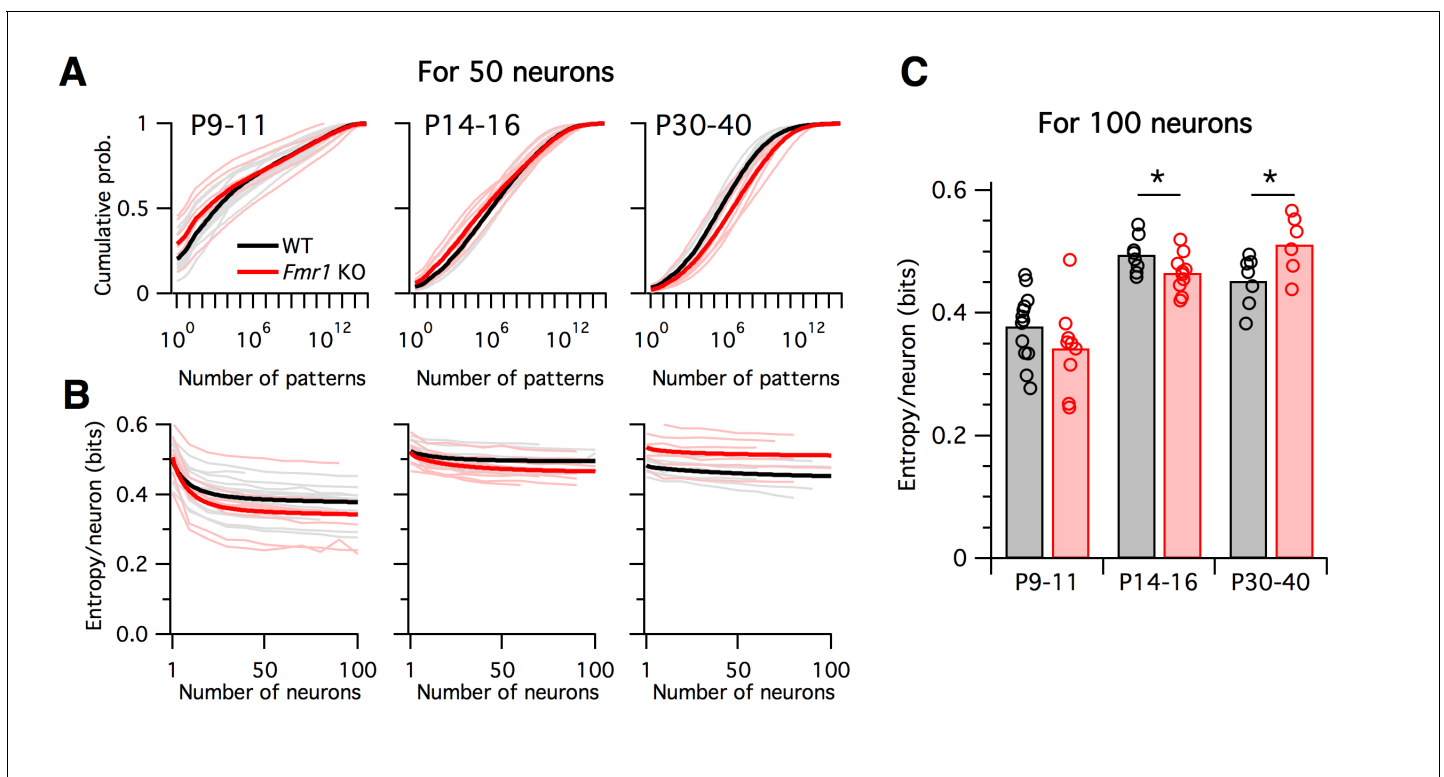 A
For 50 neurons
C
For 100 neurons
Cumulative prob.
1
0.5
0
P9-11
P14-16
P30-40
WT
Fmr1 KO
10^0 10^6 10^12
10^0 10^6 10^12
10^0 10^6 10^12
Number of patterns
Number of patterns
Number of patterns
B
Entropy/neuron (bits)
0.6
0.4
0.2
0.0
1 50 100
1 50 100
1 50 100
Number of neurons
Number of neurons
Number of neurons
Entropy/neuron (bits)
0.6
0.4
0.2
0
* *
P9-11 P14-16 P30-40